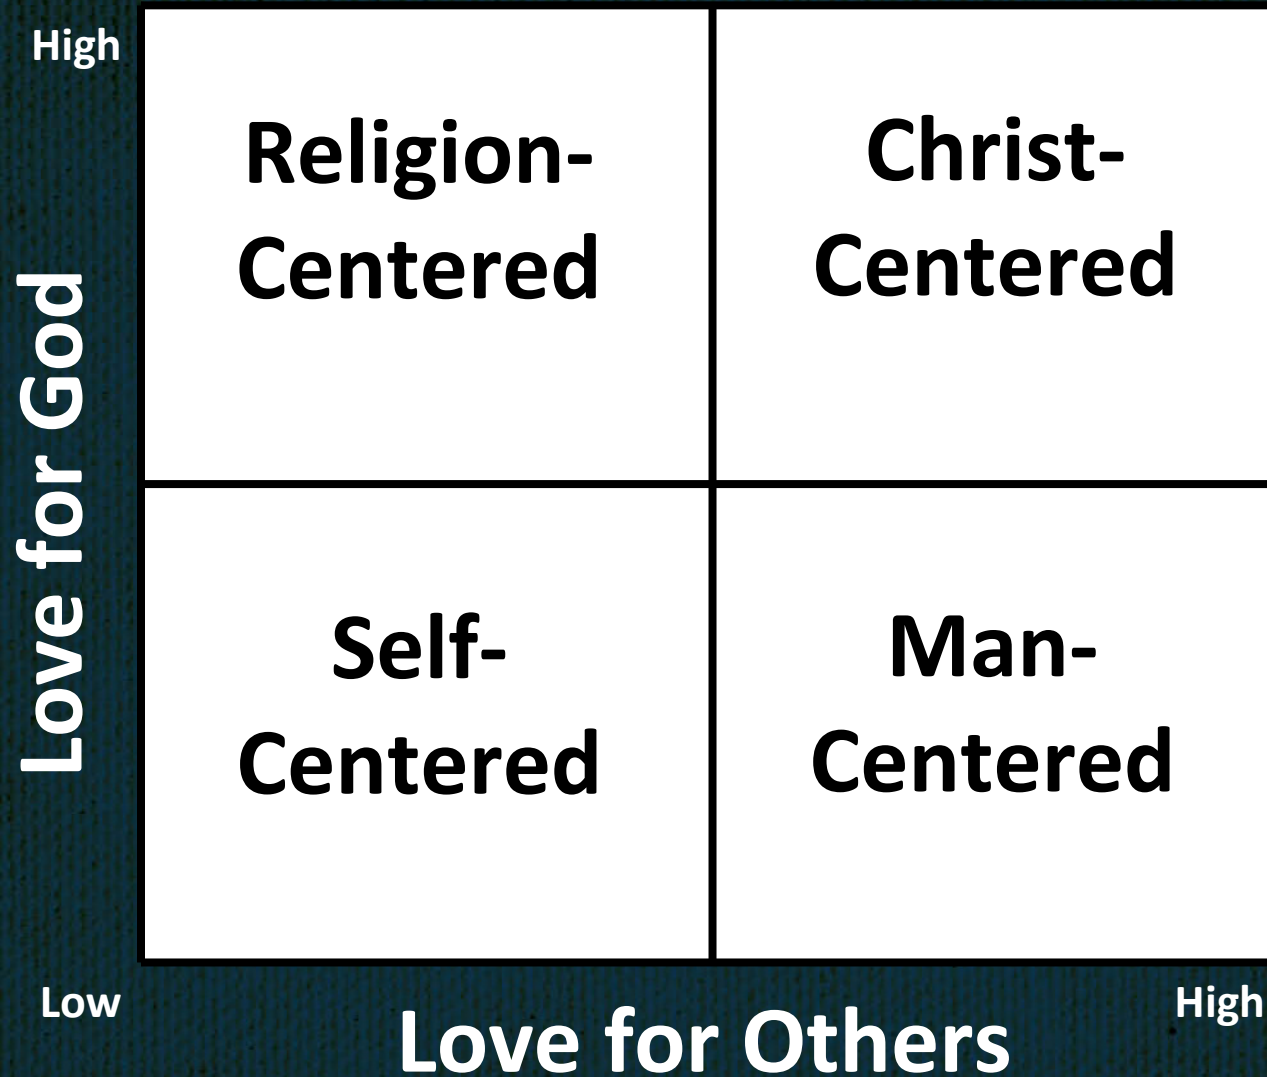 High
Religion-
Centered
Christ-
Centered
Love for God
Self-
Centered
Man-
Centered
Low
High
Love for Others